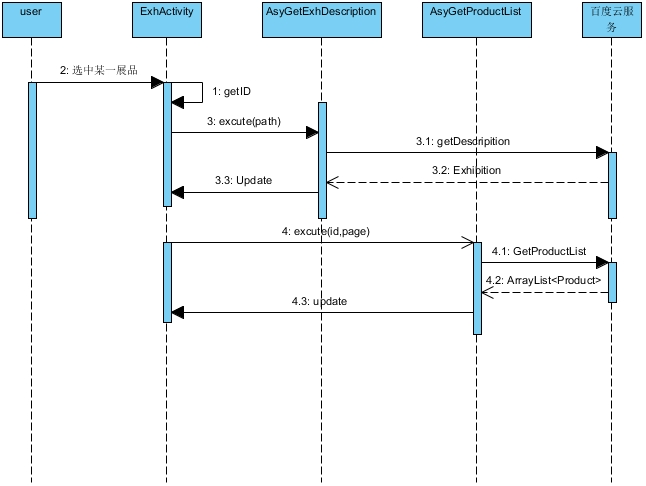 user
ExhActivity
AsyGetExhDescription
AsyGetProductList
百度云服
务
2: 选中某一展品
1: getID
3: excute(path)
3.1: getDesdripition
3.2: Exhibition
3.3: Update
4: excute(id,page)
4.1: GetProductList
4.2: ArrayList<Product>
4.3: update